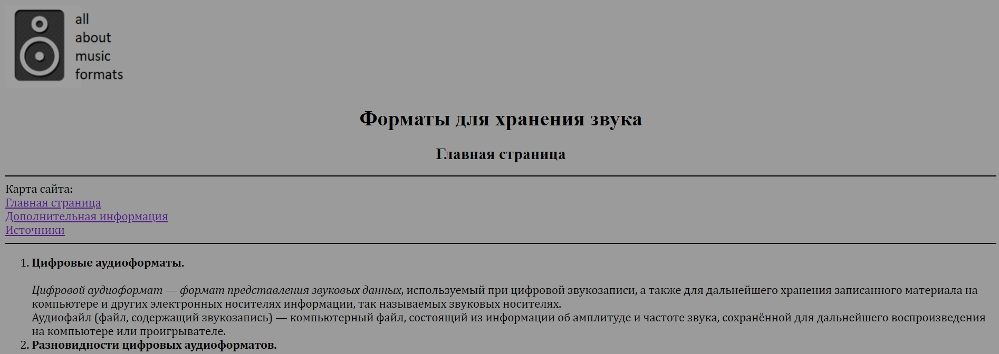 all
about
music
formats
Форматы для хранения звука
Главная страница
Карта сайта:
Главная страница
Дополнительная информация
Источники
1. Цифровые аудиоформаты.
Цифровой аудиоформат — формат представления звуковых данных, используемый при цифровой звукозаписи, а также для дальнейшего хранения записанного материала на
компьютере и других электронных носителях информации, так называемых звуковых носителях.
Аудиофайл (файл, содержащий звукозапись) — компьютерный файл, состоящий из информации об амплитуде и частоте звука, сохранённой для дальнейшего воспроизведения
на компьютере или проигрывателе.
2. Разновидности цифровых аудиоформатов.